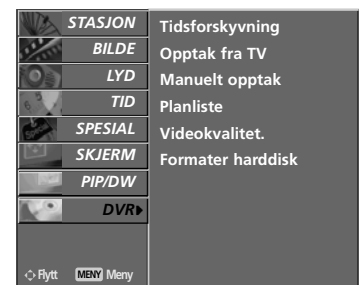 STASJON
BILDE
LYD
TID
SPESIAL
SKJERM
PIP/DW
DVR
Flytt MENY Meny
Tidsforskyvning
Opptak fra TV
Manuelt opptak
Planliste
Videokvalitet.
Formater harddisk